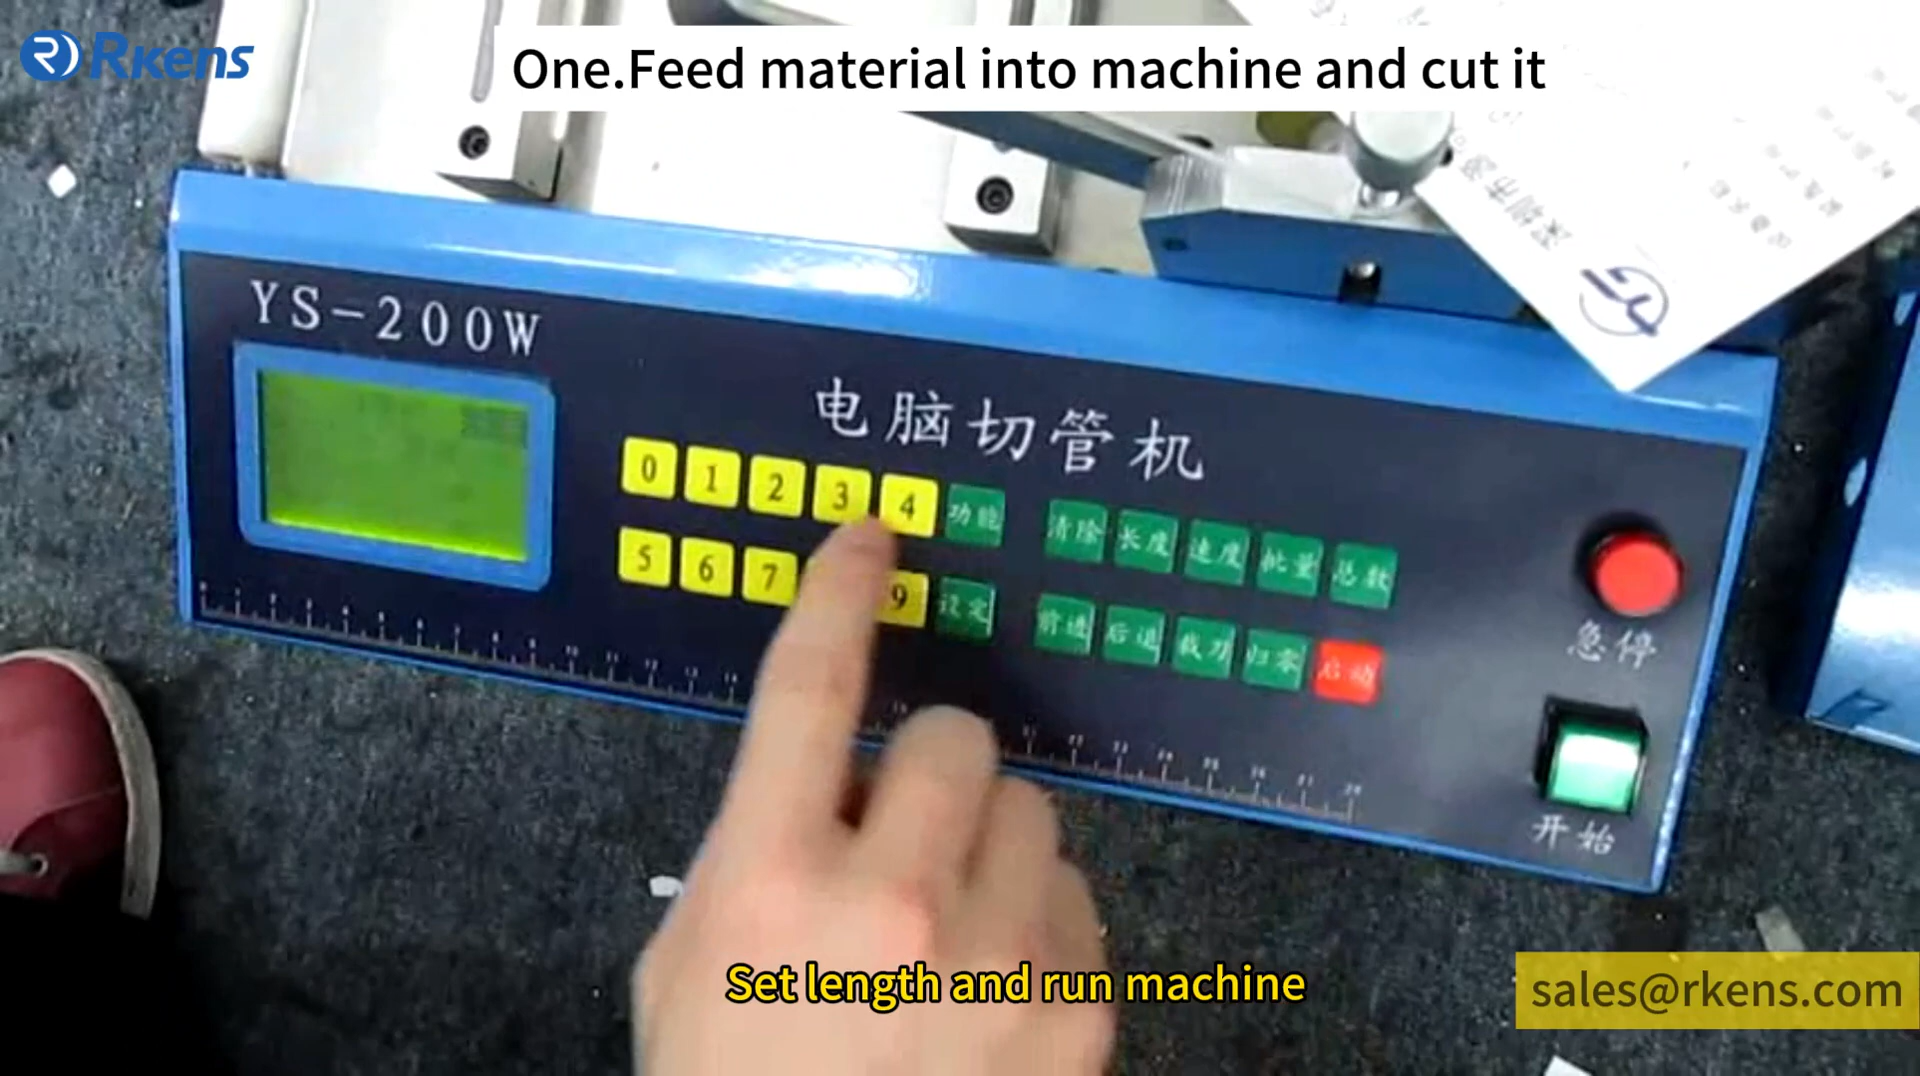 Rkens
One.Feed material into machine and cut it
YS-200W
电脑切管机
0 1 2 3 4 功能 清除 长度 速度 批量 总数
5 6 7 9 设定 前进 后退 裁刀 归零 启动
急停
开始
Set length and run machine
sales@rkens.com